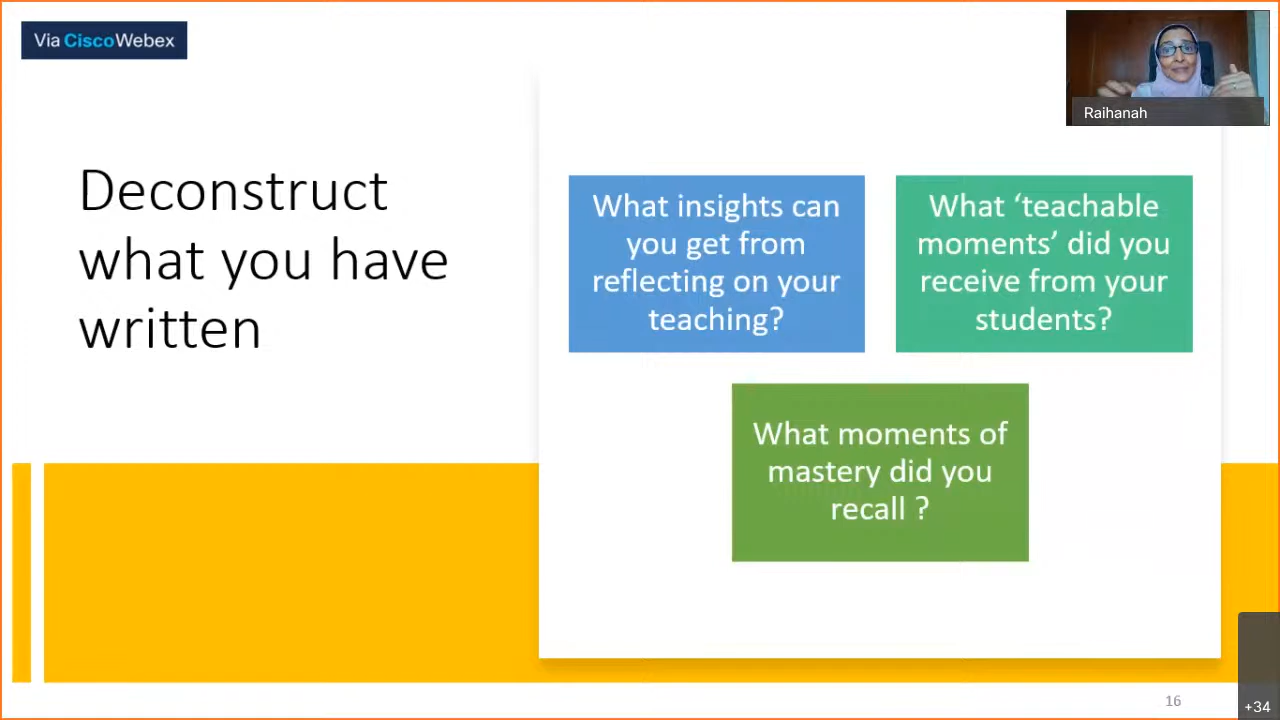 Via CiscoWebex
Raihanah
Deconstruct
what you have
written
What insights can
you get from
reflecting on your
teaching?
What ‘teachable
moments’ did you
receive from your
students?
What moments of
mastery did you
recall ?
16
+34